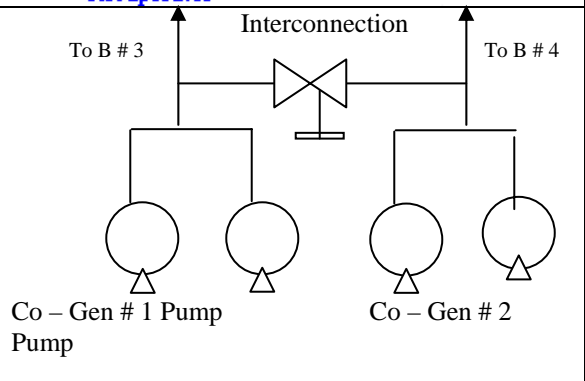 Interconnection
To B # 3
To B # 4
Co – Gen # 1 Pump
Co – Gen # 2
Pump